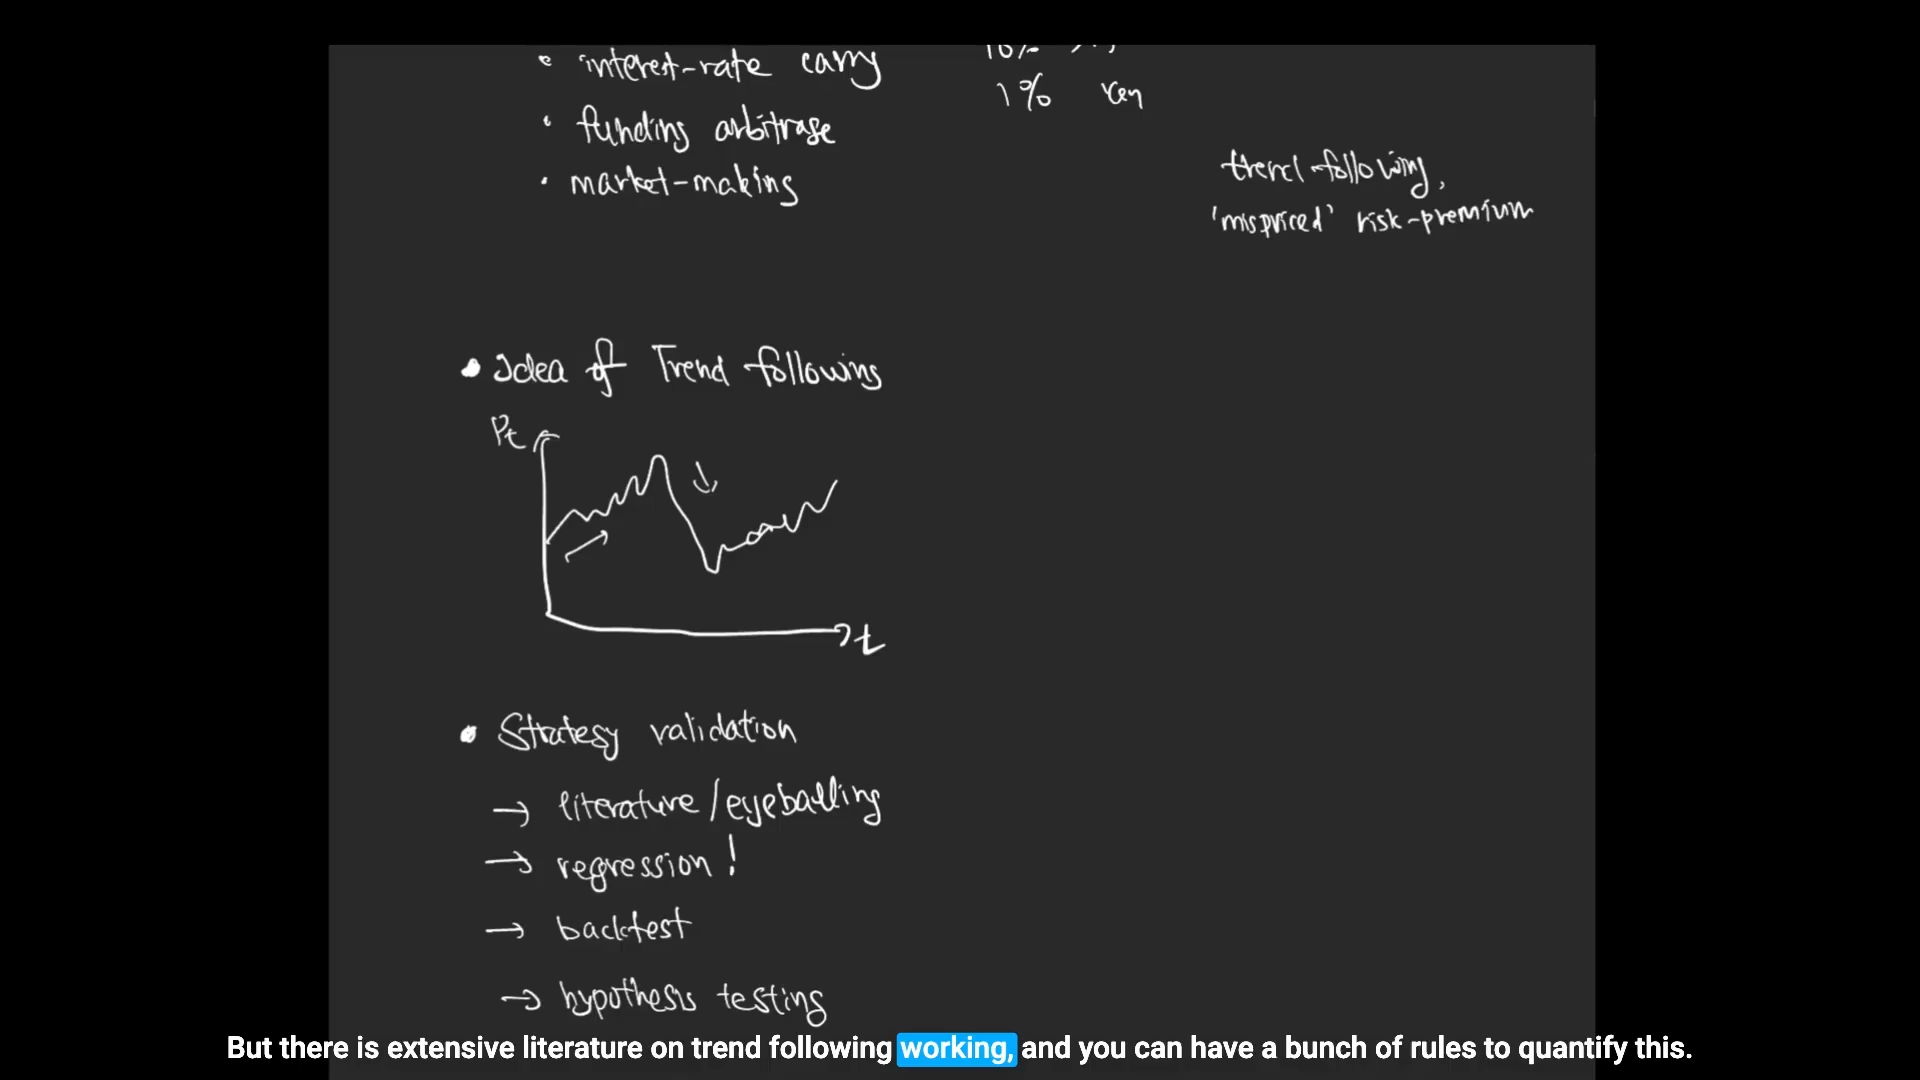 • interest-rate carry
1% Yen
• funding arbitrage
• market-making
trend-following,
'mispriced' risk-premium
• Idea of Trend following
Pt
t
• Strategy validation
→ literature/eyeballing
→ regression!
→ backtest
→ hypothesis testing
But there is extensive literature on trend following working, and you can have a bunch of rules to quantify this.